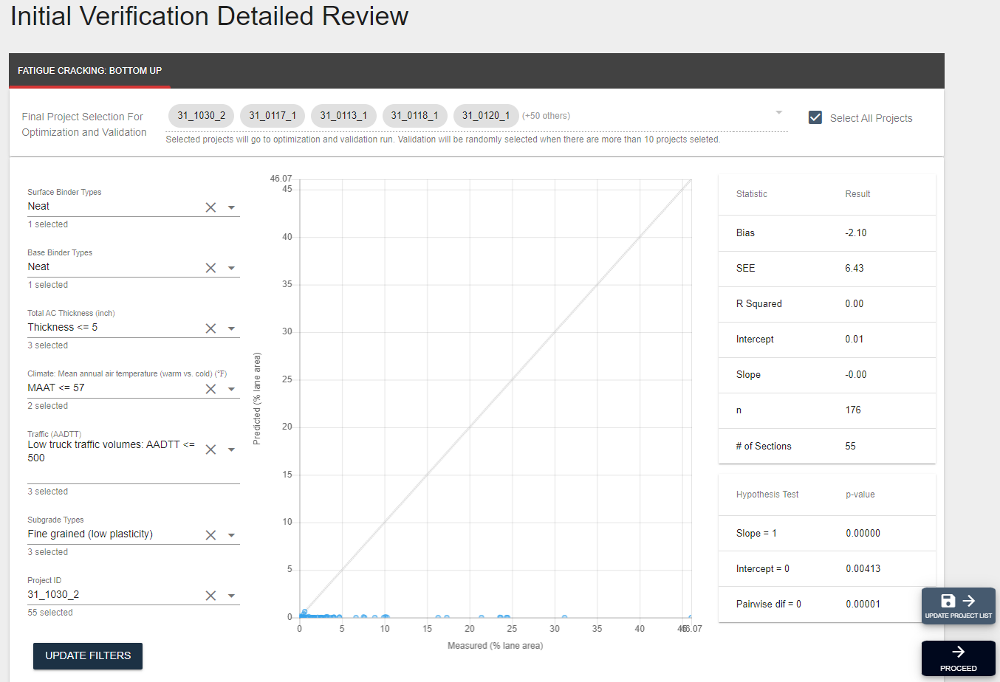 Initial Verification Detailed Review
FATIGUE CRACKING: BOTTOM UP
Final Project Selection For
Optimization and Validation
31_1030_2 31_0117_1 31_0113_1 31_0118_1 31_0120_1 (+50 others)
Selected projects will go to optimization and validation run. Validation will be randomly selected when there are more than 10 projects seleted.
Select All Projects
Surface Binder Types
Neat
1 selected
Base Binder Types
Neat
1 selected
Total AC Thickness (inch)
Thickness <= 5
3 selected
Climate: Mean annual air temperature (warm vs. cold) (°F)
MAAT <= 57
2 selected
Traffic (AADTT)
Low truck traffic volumes: AADTT <=
500
3 selected
Subgrade Types
Fine grained (low plasticity)
3 selected
Project ID
31_1030_2
55 selected
UPDATE FILTERS
Predicted (% lane area)
46.07
45
40
35
30
25
20
15
10
5
0
0 5 10 15 20 25 30 35 40 45 46.07
Measured (% lane area)
Statistic Result
Bias -2.10
SEE 6.43
R Squared 0.00
Intercept 0.01
Slope -0.00
n 176
# of Sections 55
Hypothesis Test p-value
Slope = 1 0.00000
Intercept = 0 0.00413
Pairwise dif = 0 0.00001
UPDATE PROJECT LIST
PROCEED